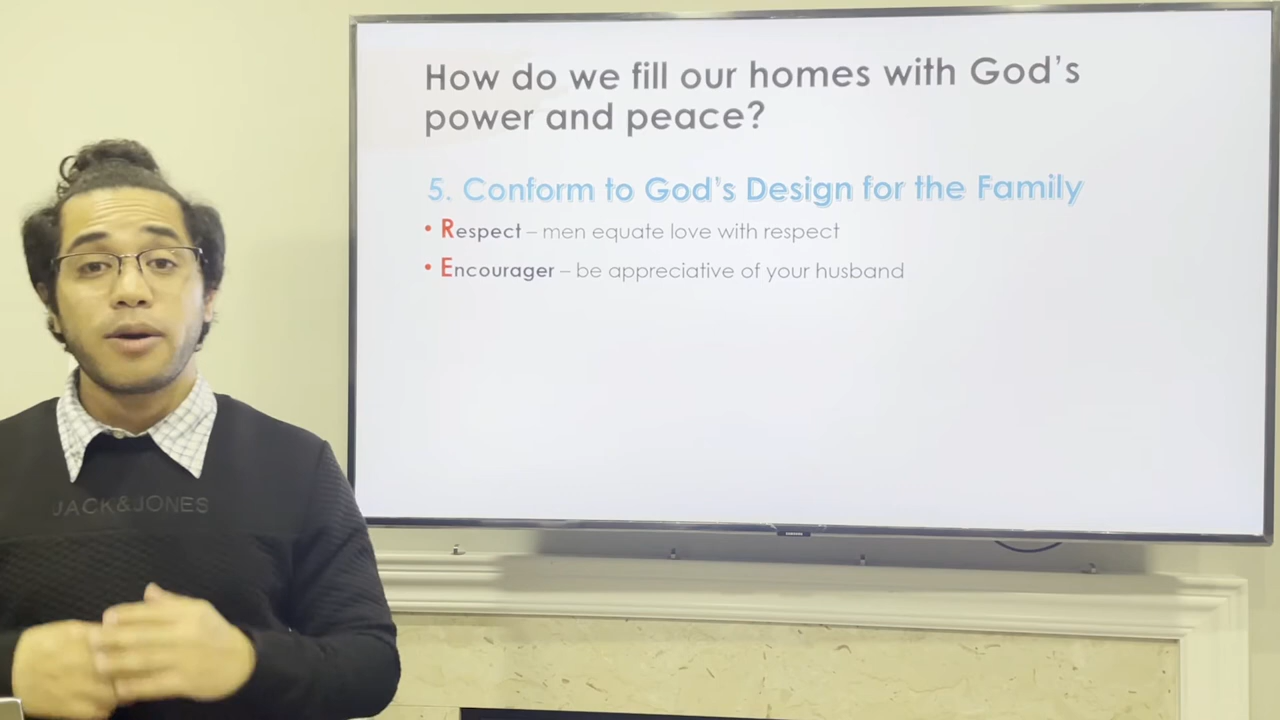 How do we fill our homes with God's
power and peace?
5. Conform to God's Design for the Family
• Respect – men equate love with respect
• Encourager – be appreciative of your husband
JACK&JONES
SAMSUNG